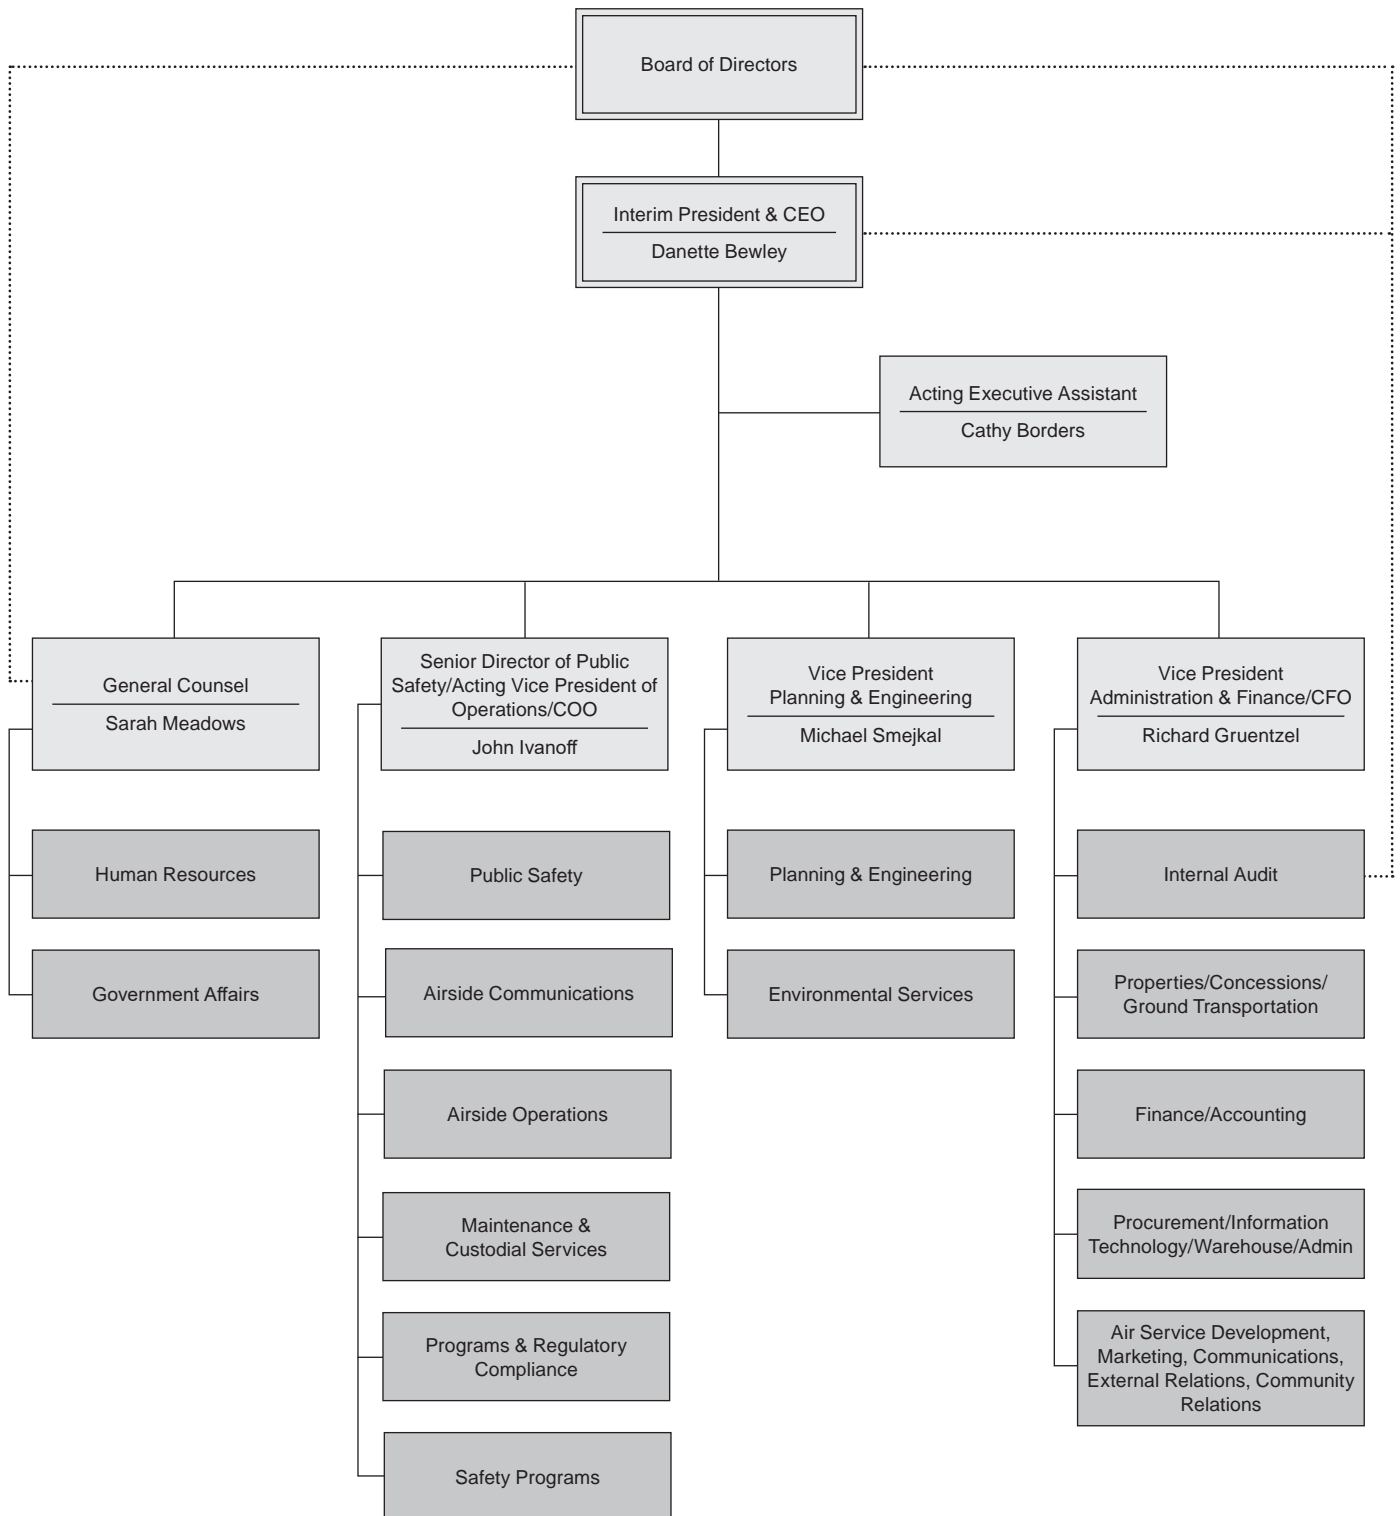 Board of Directors
Interim President & CEO
Danette Bewley
Acting Executive Assistant
Cathy Borders
General Counsel
Sarah Meadows
Senior Director of Public
Safety/Acting Vice President of
Operations/COO
John Ivanoff
Vice President
Planning & Engineering
Michael Smejkal
Vice President
Administration & Finance/CFO
Richard Gruentzel
Human Resources
Government Affairs
Public Safety
Airside Communications
Airside Operations
Maintenance &
Custodial Services
Programs & Regulatory
Compliance
Safety Programs
Planning & Engineering
Environmental Services
Internal Audit
Properties/Concessions/
Ground Transportation
Finance/Accounting
Procurement/Information
Technology/Warehouse/Admin
Air Service Development,
Marketing, Communications,
External Relations, Community
Relations